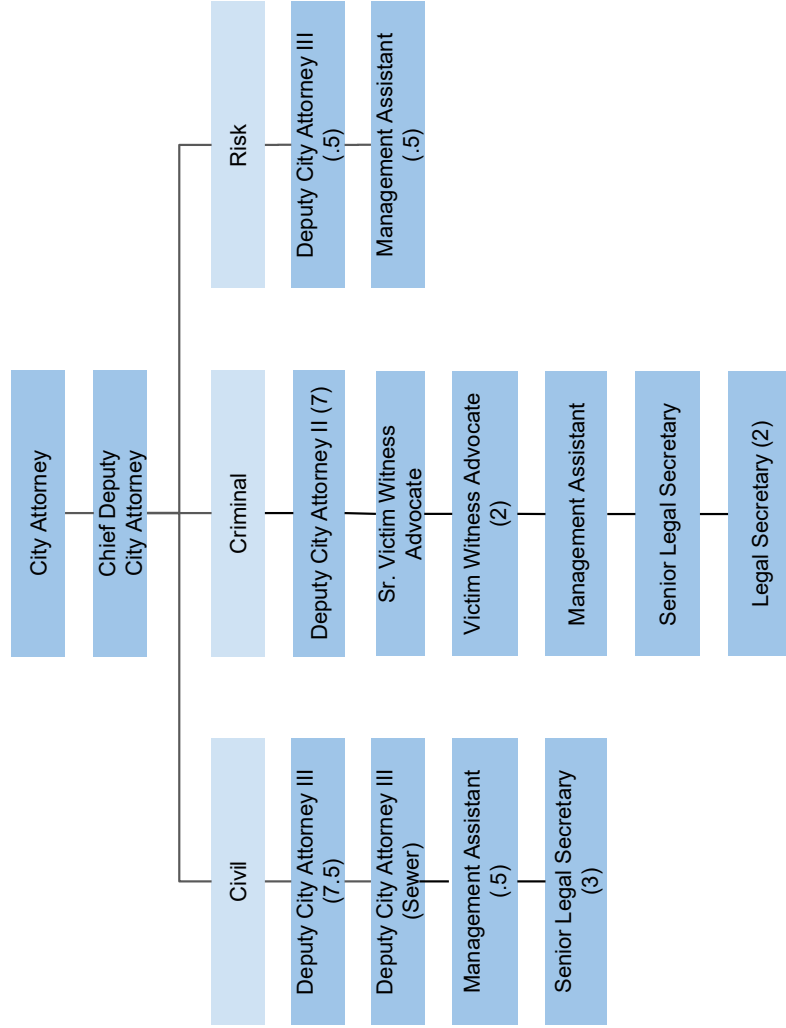 City Attorney
Chief Deputy
City Attorney
Civil
Deputy City Attorney III
(7.5)
Deputy City Attorney III
(Sewer)
Management Assistant
(.5)
Senior Legal Secretary
(3)
Criminal
Deputy City Attorney II (7)
Sr. Victim Witness
Advocate
Victim Witness Advocate
(2)
Management Assistant
Senior Legal Secretary
Legal Secretary (2)
Risk
Deputy City Attorney III
(.5)
Management Assistant
(.5)